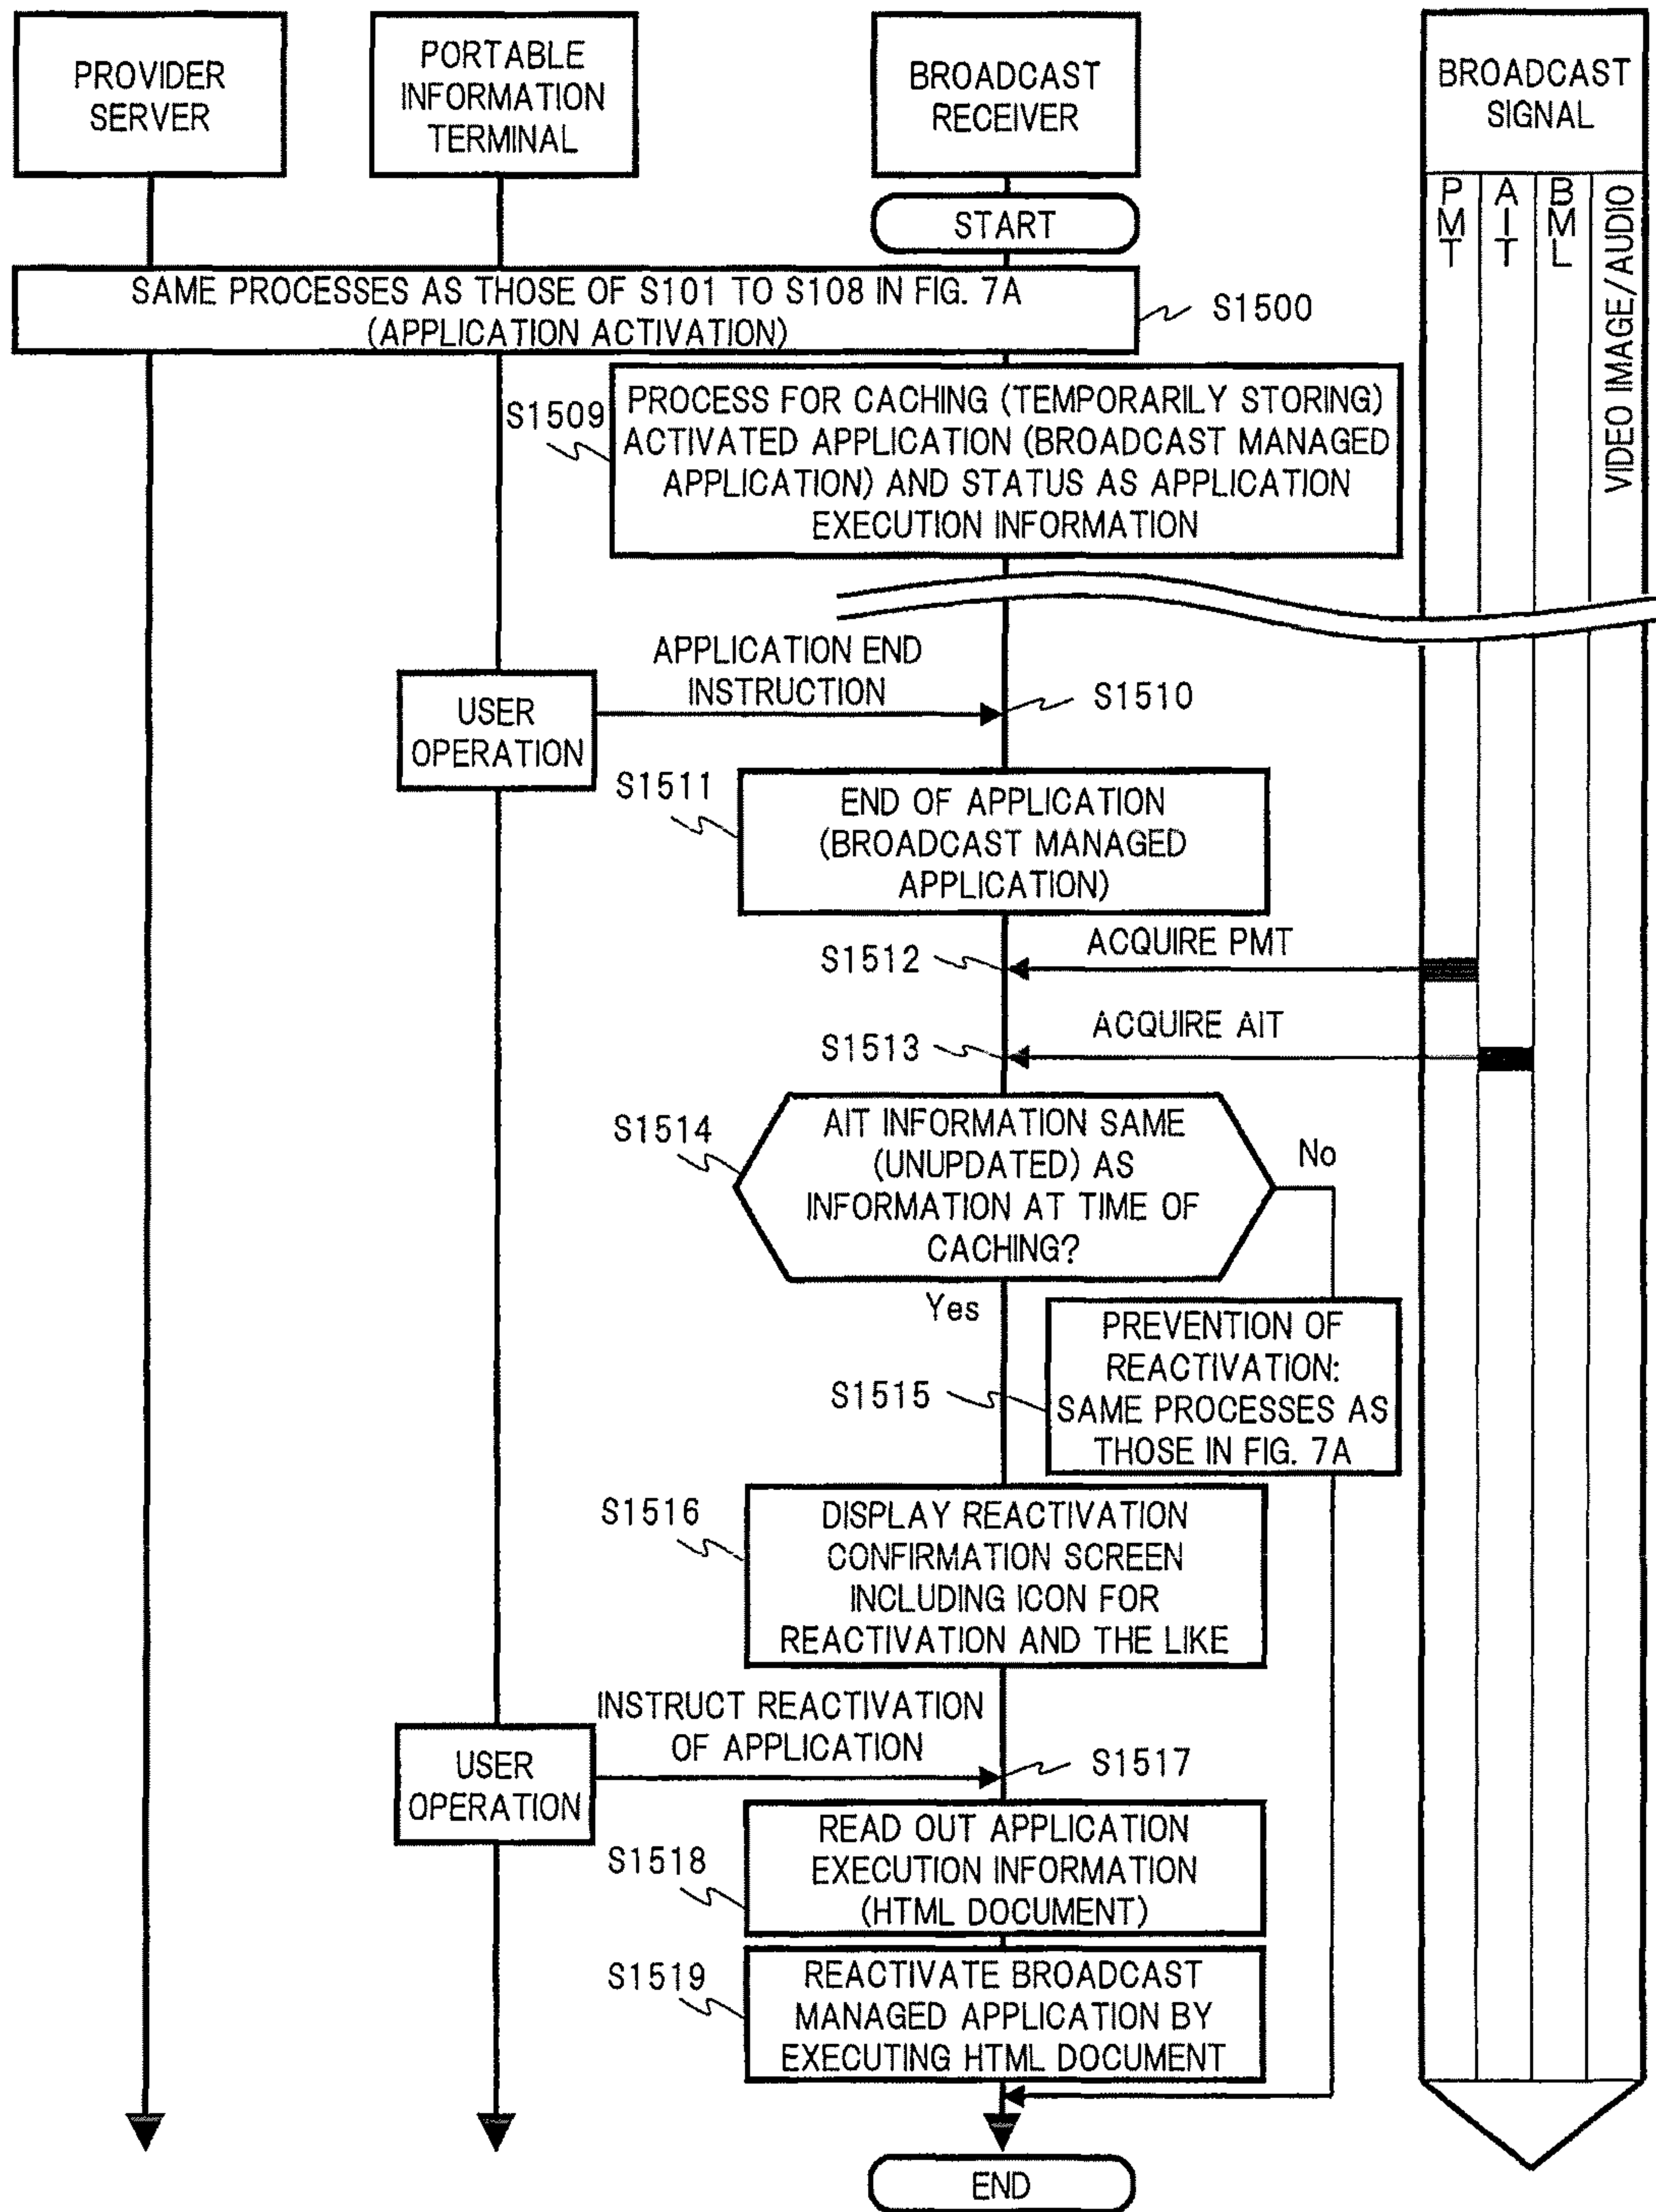 PROVIDER
SERVER
PORTABLE
INFORMATION
TERMINAL
BROADCAST
RECEIVER
BROADCAST
SIGNAL
PMT
AIT
BML
VIDEO IMAGE/AUDIO
START
SAME PROCESSES AS THOSE OF S101 TO S108 IN FIG. 7A
(APPLICATION ACTIVATION)
S1500
S1509
PROCESS FOR CACHING (TEMPORARILY STORING)
ACTIVATED APPLICATION (BROADCAST MANAGED
APPLICATION) AND STATUS AS APPLICATION
EXECUTION INFORMATION
APPLICATION END
INSTRUCTION
USER
OPERATION
S1510
S1511
END OF APPLICATION
(BROADCAST MANAGED
APPLICATION)
S1512
ACQUIRE PMT
S1513
ACQUIRE AIT
S1514
AIT INFORMATION SAME
(UNUPDATED) AS
INFORMATION AT TIME OF
CACHING?
No
Yes
S1515
PREVENTION OF
REACTIVATION:
SAME PROCESSES AS
THOSE IN FIG. 7A
S1516
DISPLAY REACTIVATION
CONFIRMATION SCREEN
INCLUDING ICON FOR
REACTIVATION AND THE LIKE
INSTRUCT REACTIVATION
OF APPLICATION
USER
OPERATION
S1517
S1518
READ OUT APPLICATION
EXECUTION INFORMATION
(HTML DOCUMENT)
S1519
REACTIVATE BROADCAST
MANAGED APPLICATION BY
EXECUTING HTML DOCUMENT
END